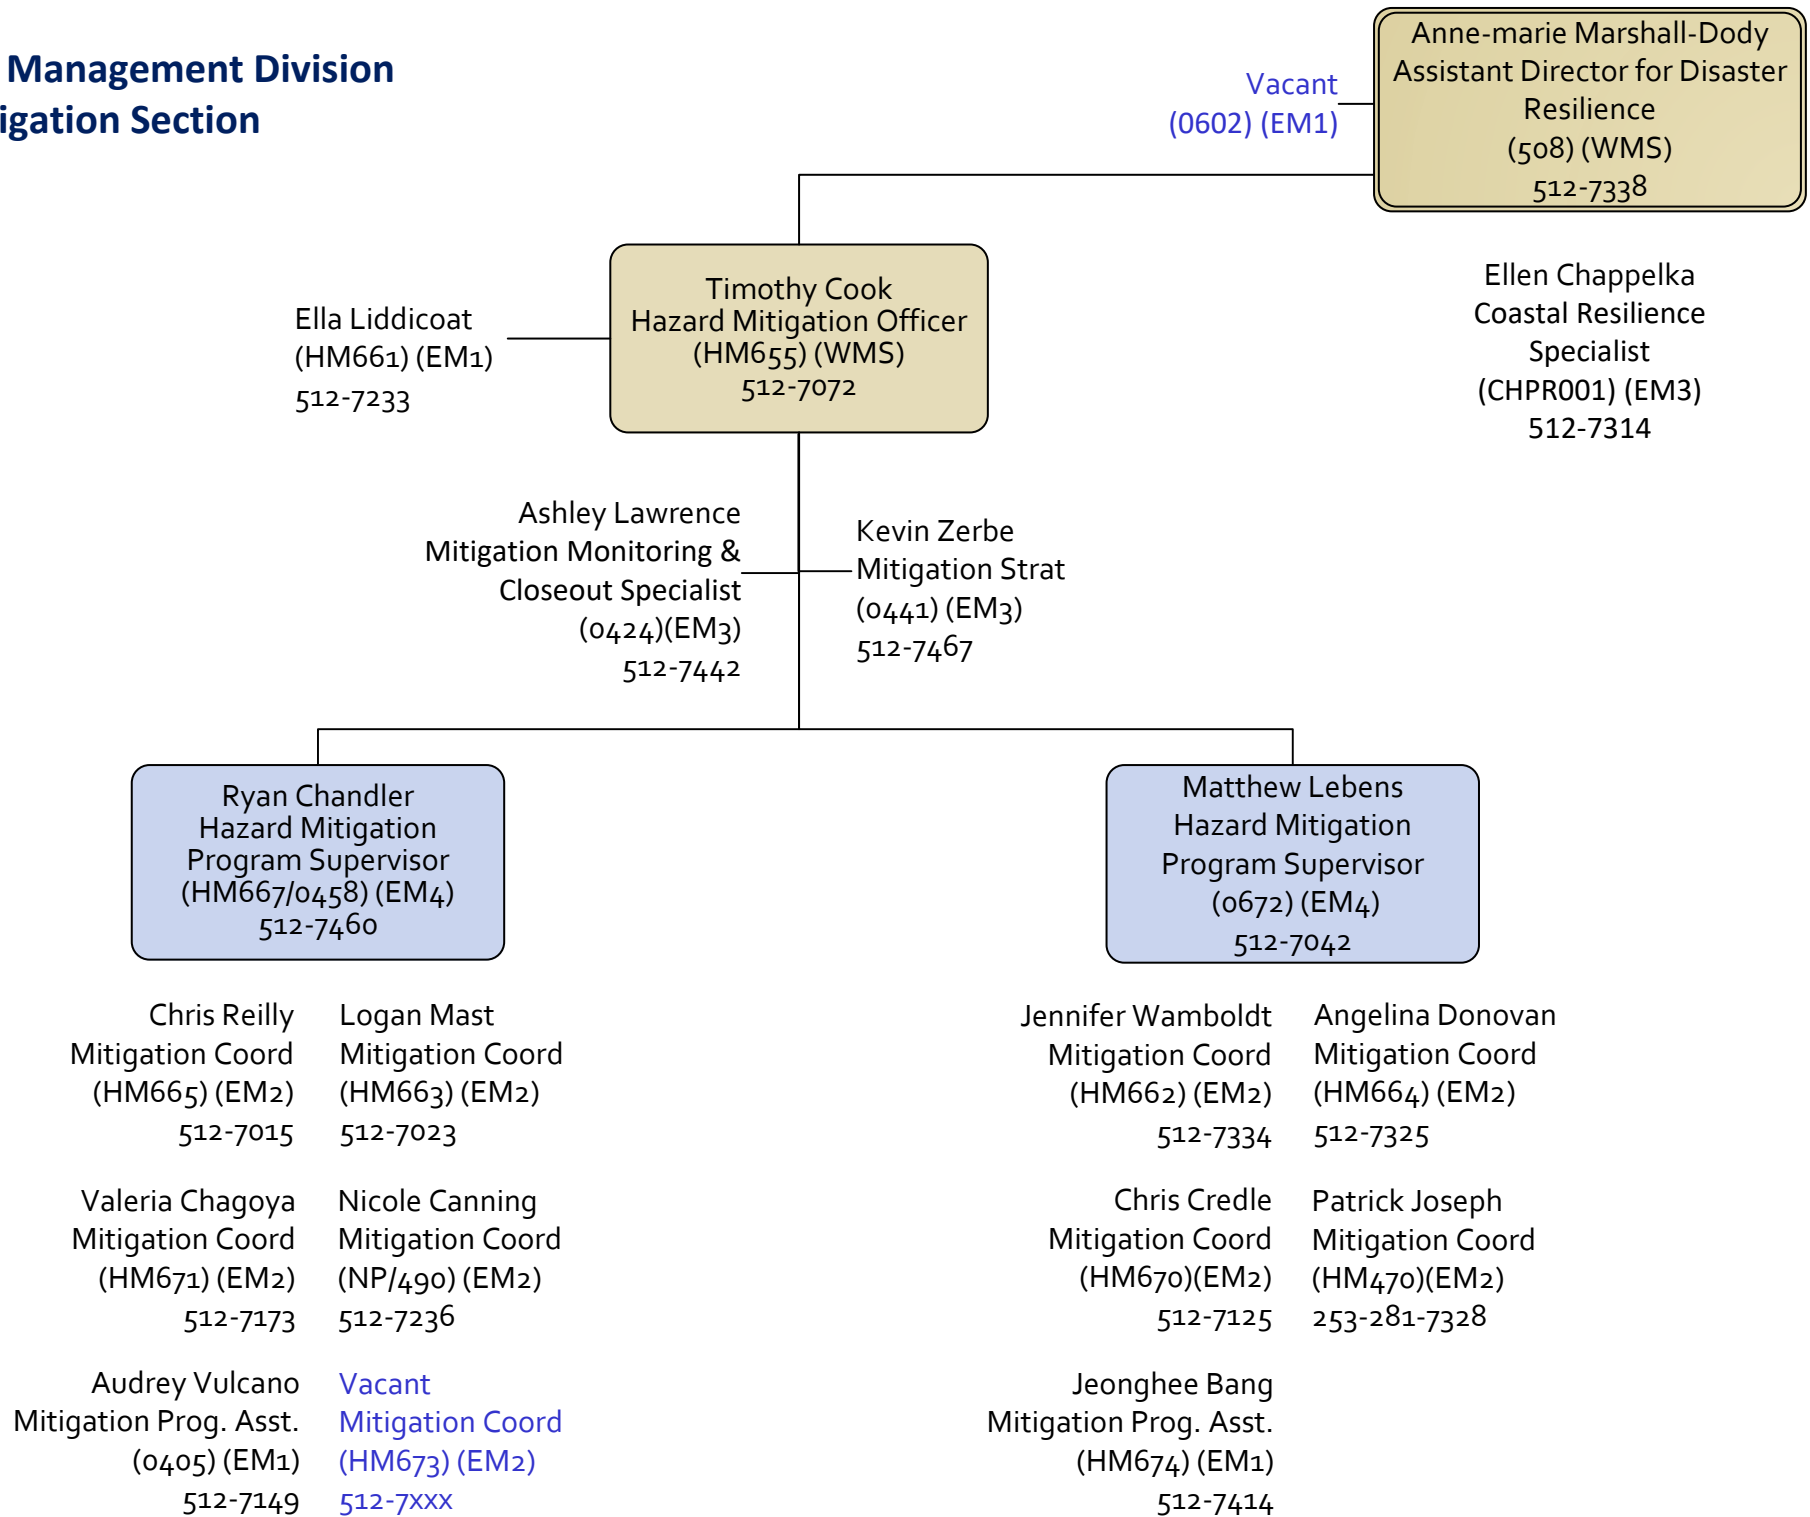 Management Division
igation Section
Anne-marie Marshall-Dody
Assistant Director for Disaster
Resilience
(508) (WMS)
512-7338
Vacant
(0602) (EM1)
Timothy Cook
Hazard Mitigation Officer
(HM655) (WMS)
512-7072
Ella Liddicoat
(HM661) (EM1)
512-7233
Ellen Chappelka
Coastal Resilience
Specialist
(CHPR001) (EM3)
512-7314
Ashley Lawrence
Mitigation Monitoring &
Closeout Specialist
(0424)(EM3)
512-7442
Kevin Zerbe
Mitigation Strat
(0441) (EM3)
512-7467
Ryan Chandler
Hazard Mitigation
Program Supervisor
(HM667/0458) (EM4)
512-7460
Matthew Lebens
Hazard Mitigation
Program Supervisor
(0672) (EM4)
512-7042
Chris Reilly
Mitigation Coord
(HM665) (EM2)
512-7015
Logan Mast
Mitigation Coord
(HM663) (EM2)
512-7023
Jennifer Wamboldt
Mitigation Coord
(HM662) (EM2)
512-7334
Angelina Donovan
Mitigation Coord
(HM664) (EM2)
512-7325
Valeria Chagoya
Mitigation Coord
(HM671) (EM2)
512-7173
Nicole Canning
Mitigation Coord
(NP/490) (EM2)
512-7236
Chris Credle
Mitigation Coord
(HM670)(EM2)
512-7125
Patrick Joseph
Mitigation Coord
(HM470)(EM2)
253-281-7328
Audrey Vulcano
Mitigation Prog. Asst.
(0405) (EM1)
512-7149
Vacant
Mitigation Coord
(HM673) (EM2)
512-7xxx
Jeonghee Bang
Mitigation Prog. Asst.
(HM674) (EM1)
512-7414